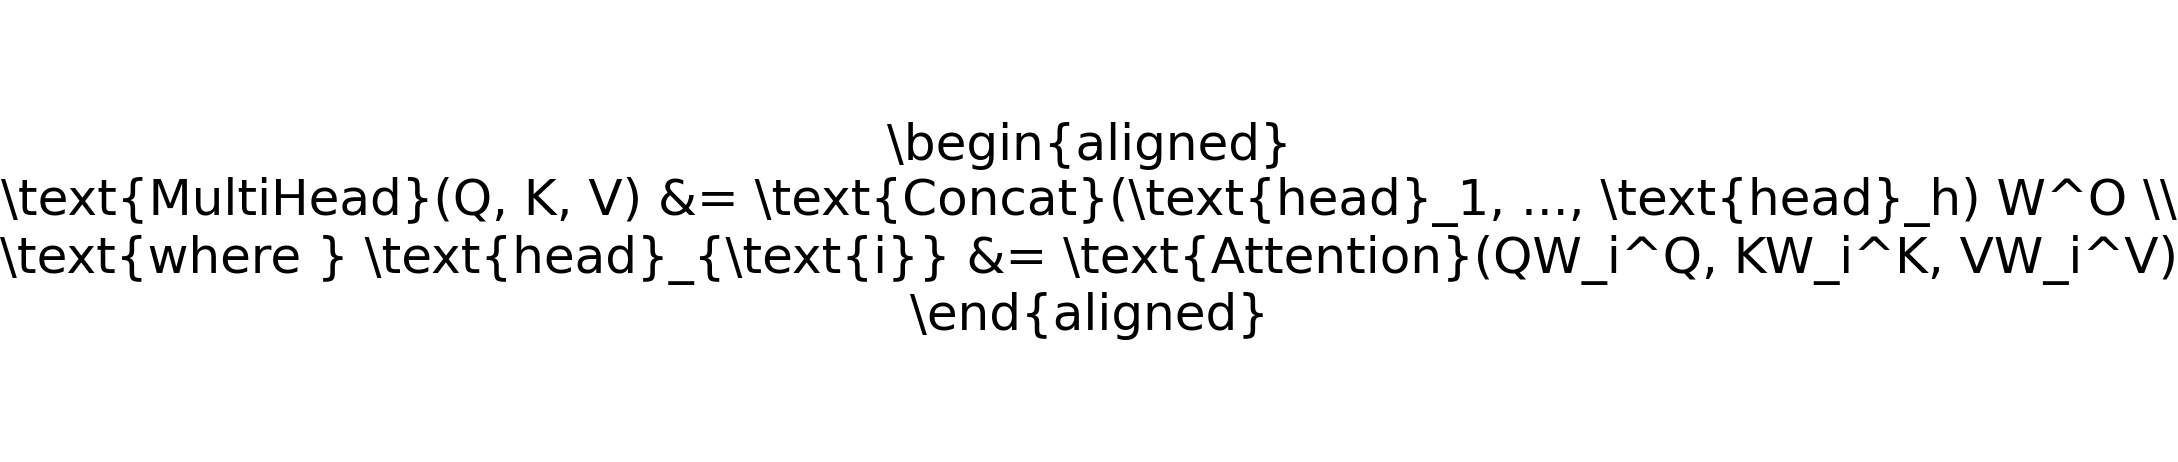 \begin{aligned}
\text{MultiHead}(Q, K, V) &= \text{Concat}(\text{head}_1, ..., \text{head}_h) W^O \\
\text{where } \text{head}_{\text{i}} &= \text{Attention}(QW_i^Q, KW_i^K, VW_i^V)
\end{aligned}